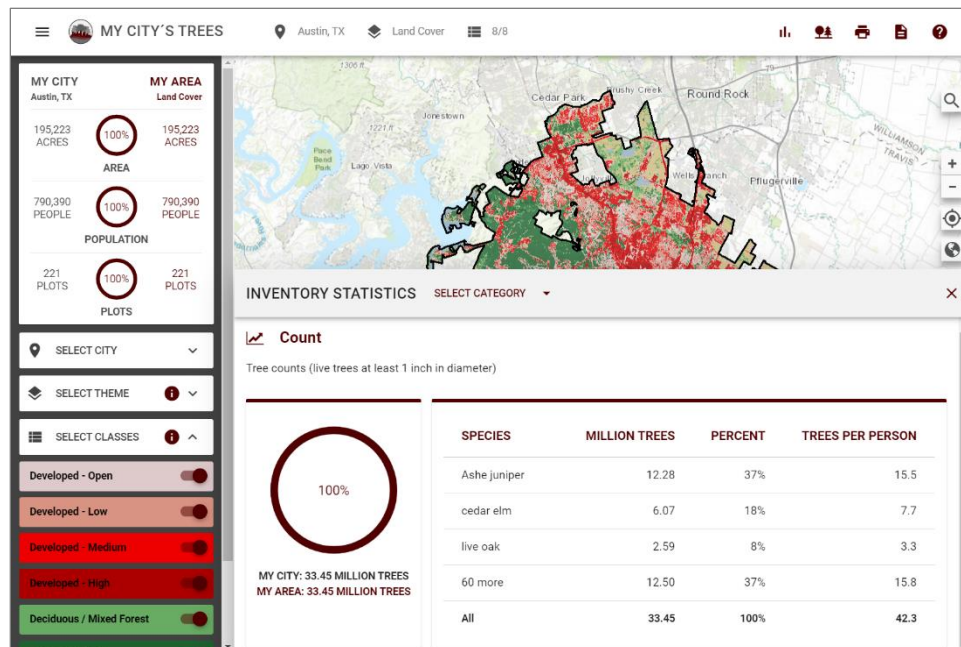 MY CITY´S TREES
Austin, TX
Land Cover
8/8
MY CITY
Austin, TX
MY AREA
Land Cover
195,223
ACRES
100%
195,223
ACRES
AREA
790,390
PEOPLE
100%
790,390
PEOPLE
POPULATION
221
PLOTS
100%
221
PLOTS
PLOTS
SELECT CITY
SELECT THEME
SELECT CLASSES
Developed - Open
Developed - Low
Developed - Medium
Developed - High
Deciduous / Mixed Forest
1306 ft
Cedar Park
Brushy Creek
Round Rock
79
Jonestown
1221 ft
WILLIAMSON
TRAVIS
Pace
Bend
Park
Lago Vista
Jollyville
Wells Branch
Pflugerville
INVENTORY STATISTICS
SELECT CATEGORY
Count
Tree counts (live trees at least 1 inch in diameter)
100%
MY CITY: 33.45 MILLION TREES
MY AREA: 33.45 MILLION TREES
SPECIES MILLION TREES PERCENT TREES PER PERSON
Ashe juniper 12.28 37% 15.5
cedar elm 6.07 18% 7.7
live oak 2.59 8% 3.3
60 more 12.50 37% 15.8
All 33.45 100% 42.3